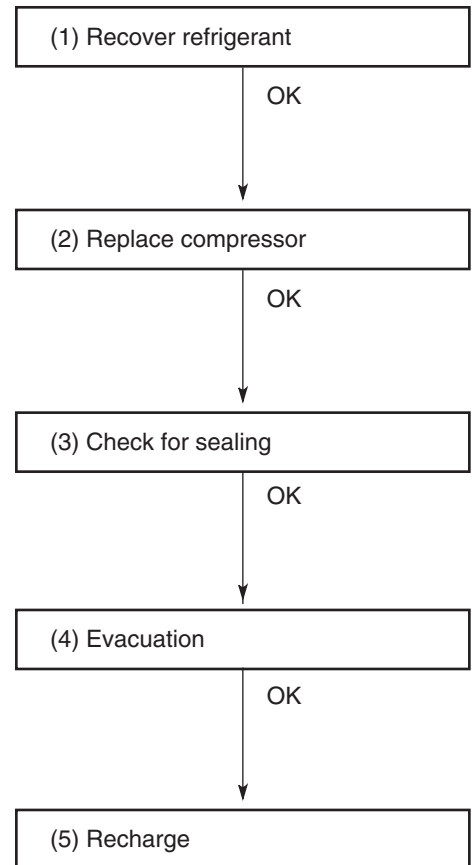 (1) Recover refrigerant
OK
(2) Replace compressor
OK
(3) Check for sealing
OK
(4) Evacuation
OK
(5) Recharge